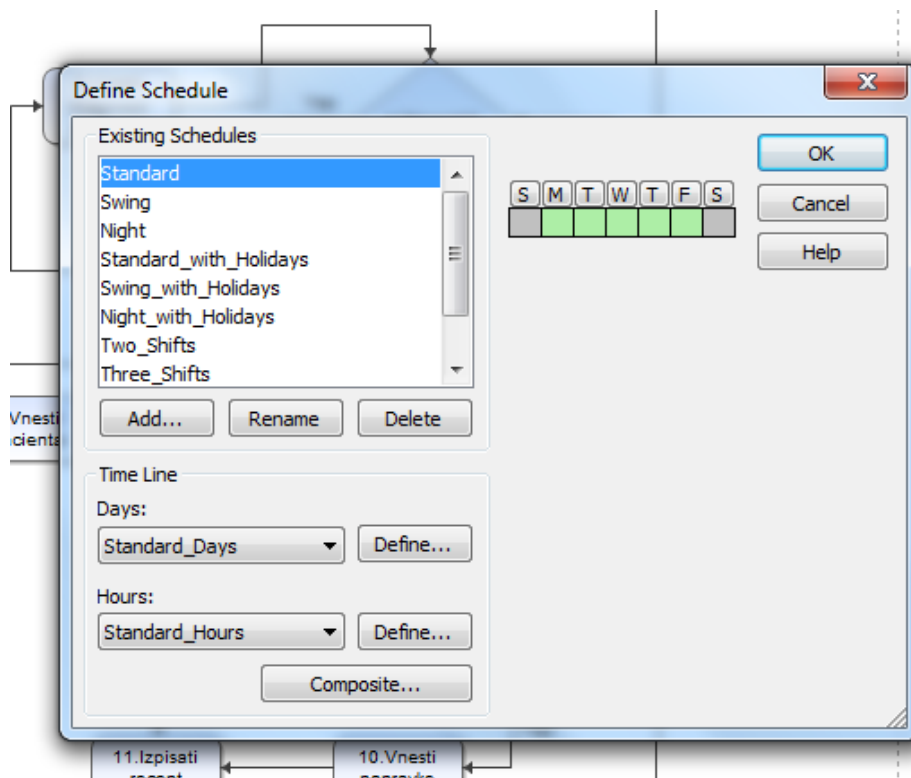 Define Schedule
Existing Schedules
Standard
Swing
Night
Standard_with_Holidays
Swing_with_Holidays
Night_with_Holidays
Two_Shifts
Three_Shifts
Add...
Rename
Delete
S M T W T F S
OK
Cancel
Help
Time Line
Days:
Standard_Days
Define...
Hours:
Standard_Hours
Define...
Composite...
Vnesti
11.Izpisati
10.Vnesti